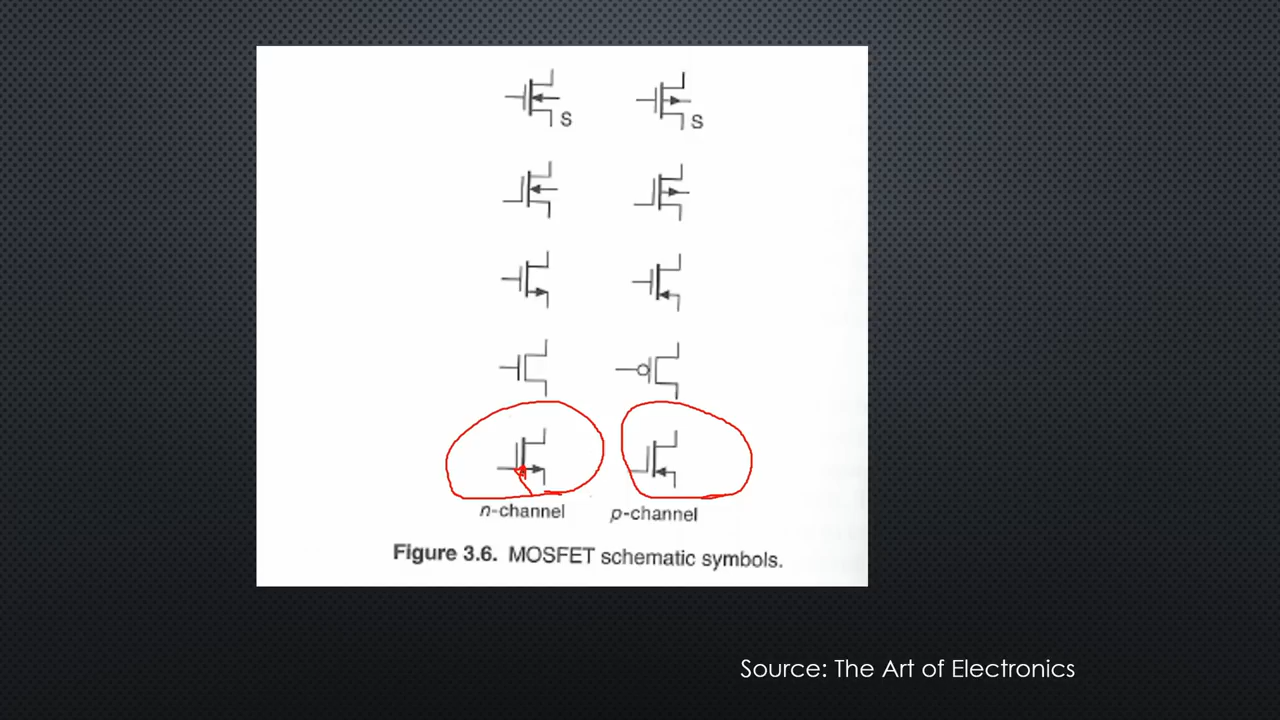 S S
n-channel p-channel
Figure 3.6. MOSFET schematic symbols.
Source: The Art of Electronics